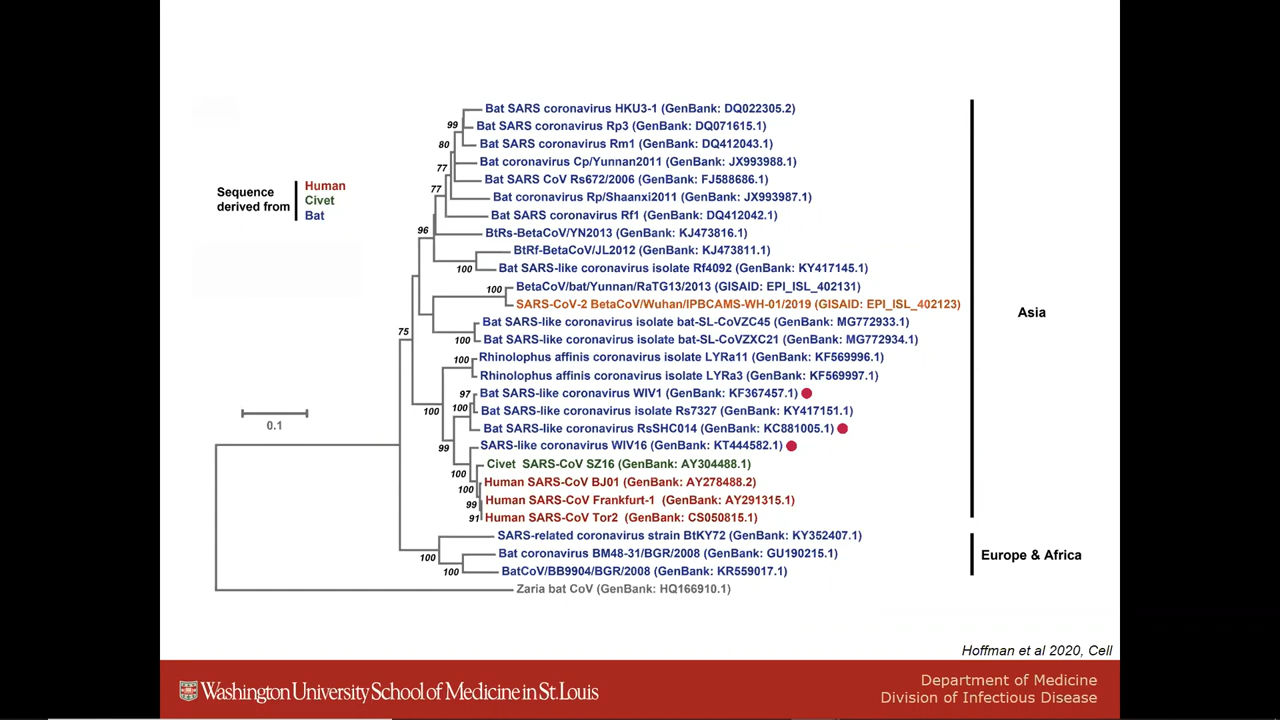 Bat SARS coronavirus HKU3-1 (GenBank: DQ022305.2)
99
Bat SARS coronavirus Rp3 (GenBank: DQ071615.1)
80
Bat SARS coronavirus Rm1 (GenBank: DQ412043.1)
Bat coronavirus Cp/Yunnan2011 (GenBank: JX993988.1)
77
Bat SARS CoV Rs672/2006 (GenBank: FJ588686.1)
77
Bat coronavirus Rp/Shaanxi2011 (GenBank: JX993987.1)
Bat SARS coronavirus Rf1 (GenBank: DQ412042.1)
96
BtRs-BetaCoV/YN2013 (GenBank: KJ473816.1)
BtRf-BetaCoV/JL2012 (GenBank: KJ473811.1)
100
Bat SARS-like coronavirus isolate Rf4092 (GenBank: KY417145.1)
100
BetaCoV/bat/Yunnan/RaTG13/2013 (GISAID: EPI_ISL_402131)
SARS-CoV-2 BetaCoV/Wuhan/IPBCAMS-WH-01/2019 (GISAID: EPI_ISL_402123)
Bat SARS-like coronavirus isolate bat-SL-CoVZC45 (GenBank: MG772933.1)
75
100
Bat SARS-like coronavirus isolate bat-SL-CoVZXC21 (GenBank: MG772934.1)
100
Rhinolophus affinis coronavirus isolate LYRa11 (GenBank: KF569996.1)
Rhinolophus affinis coronavirus isolate LYRa3 (GenBank: KF569997.1)
97
Bat SARS-like coronavirus WIV1 (GenBank: KF367457.1)
100
100
Bat SARS-like coronavirus isolate Rs7327 (GenBank: KY417151.1)
Bat SARS-like coronavirus RsSHC014 (GenBank: KC881005.1)
99
SARS-like coronavirus WIV16 (GenBank: KT444582.1)
Civet SARS-CoV SZ16 (GenBank: AY304488.1)
100
Human SARS-CoV BJ01 (GenBank: AY278488.2)
100
Human SARS-CoV Frankfurt-1 (GenBank: AY291315.1)
99
Human SARS-CoV Tor2 (GenBank: CS050815.1)
91
SARS-related coronavirus strain BtKY72 (GenBank: KY352407.1)
100
Bat coronavirus BM48-31/BGR/2008 (GenBank: GU190215.1)
100
BatCoV/BB9904/BGR/2008 (GenBank: KR559017.1)
Zaria bat CoV (GenBank: HQ166910.1)
Sequence
derived from
Human
Civet
Bat
0.1
Asia
Europe & Africa
Hoffman et al 2020, Cell
Washington University School of Medicine in St. Louis
Department of Medicine
Division of Infectious Disease